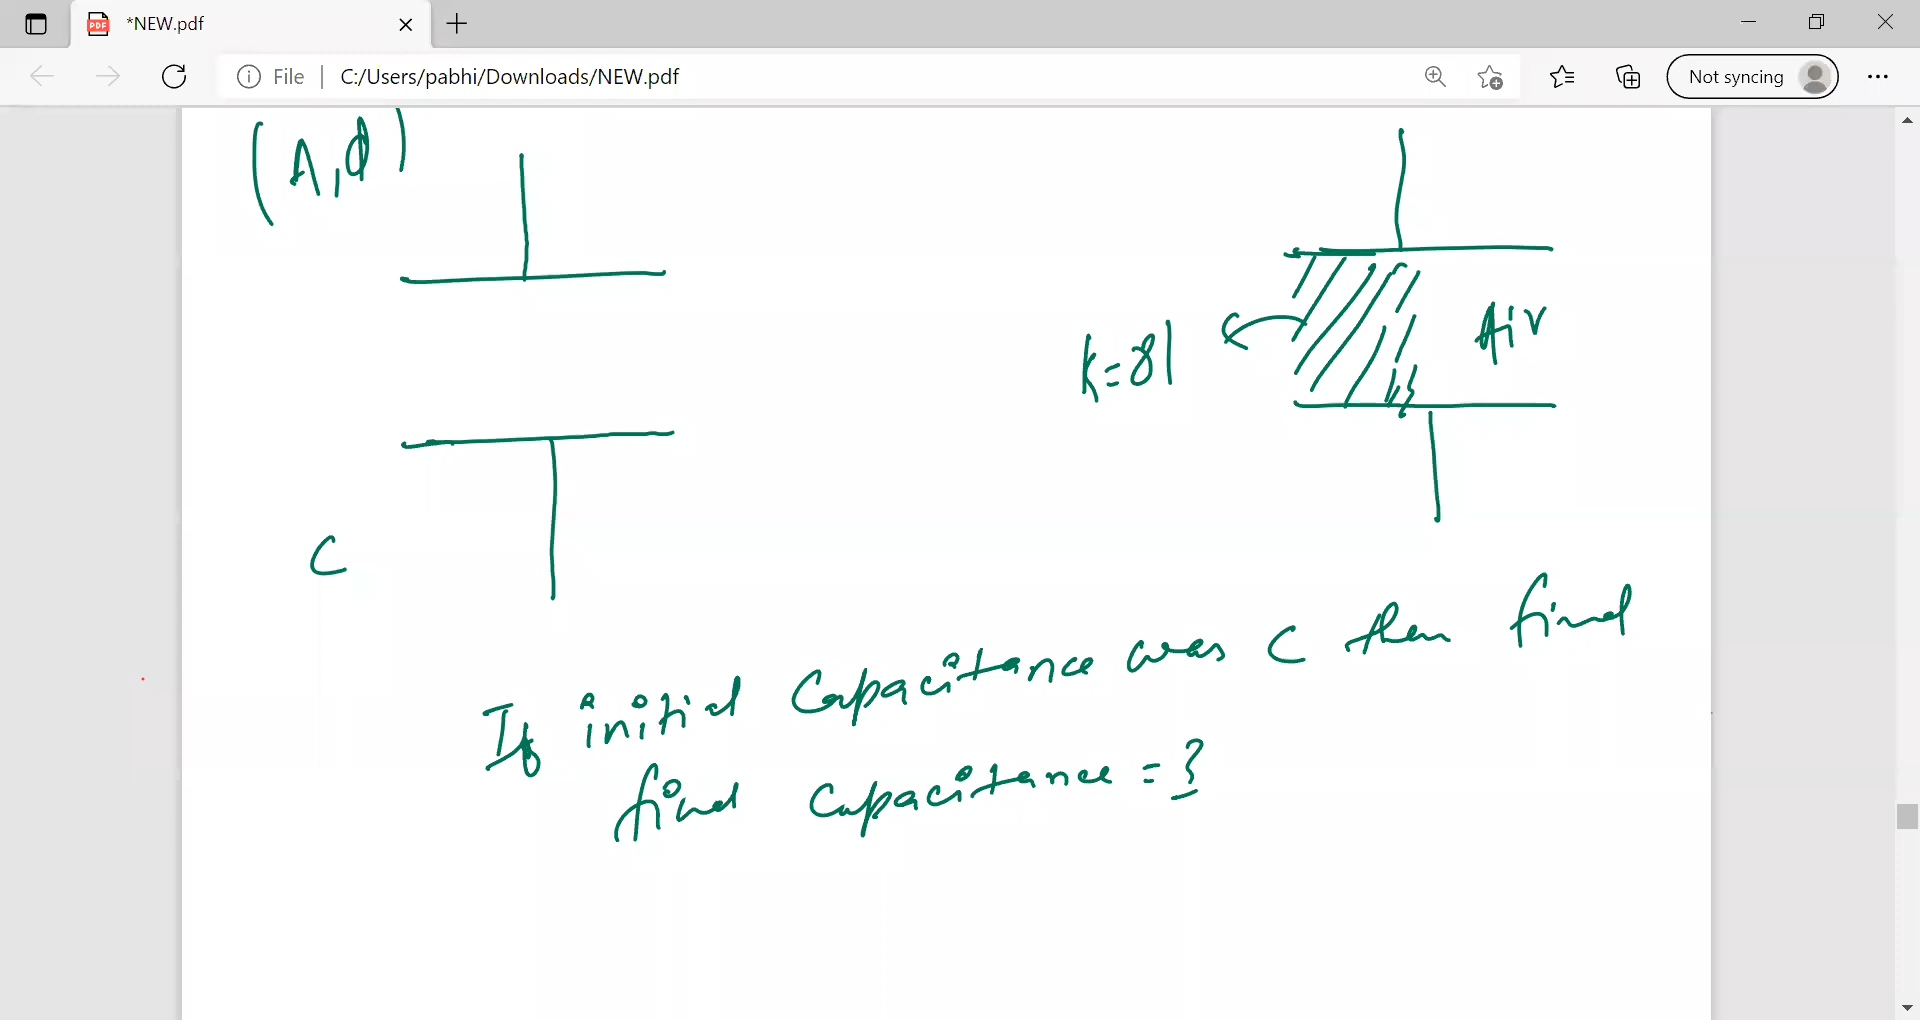 *NEW.pdf
File | C:/Users/pabhi/Downloads/NEW.pdf
Not syncing
(A,d)
K=81
Air
C
If initial Capacitance was C then find
find capacitance = ?